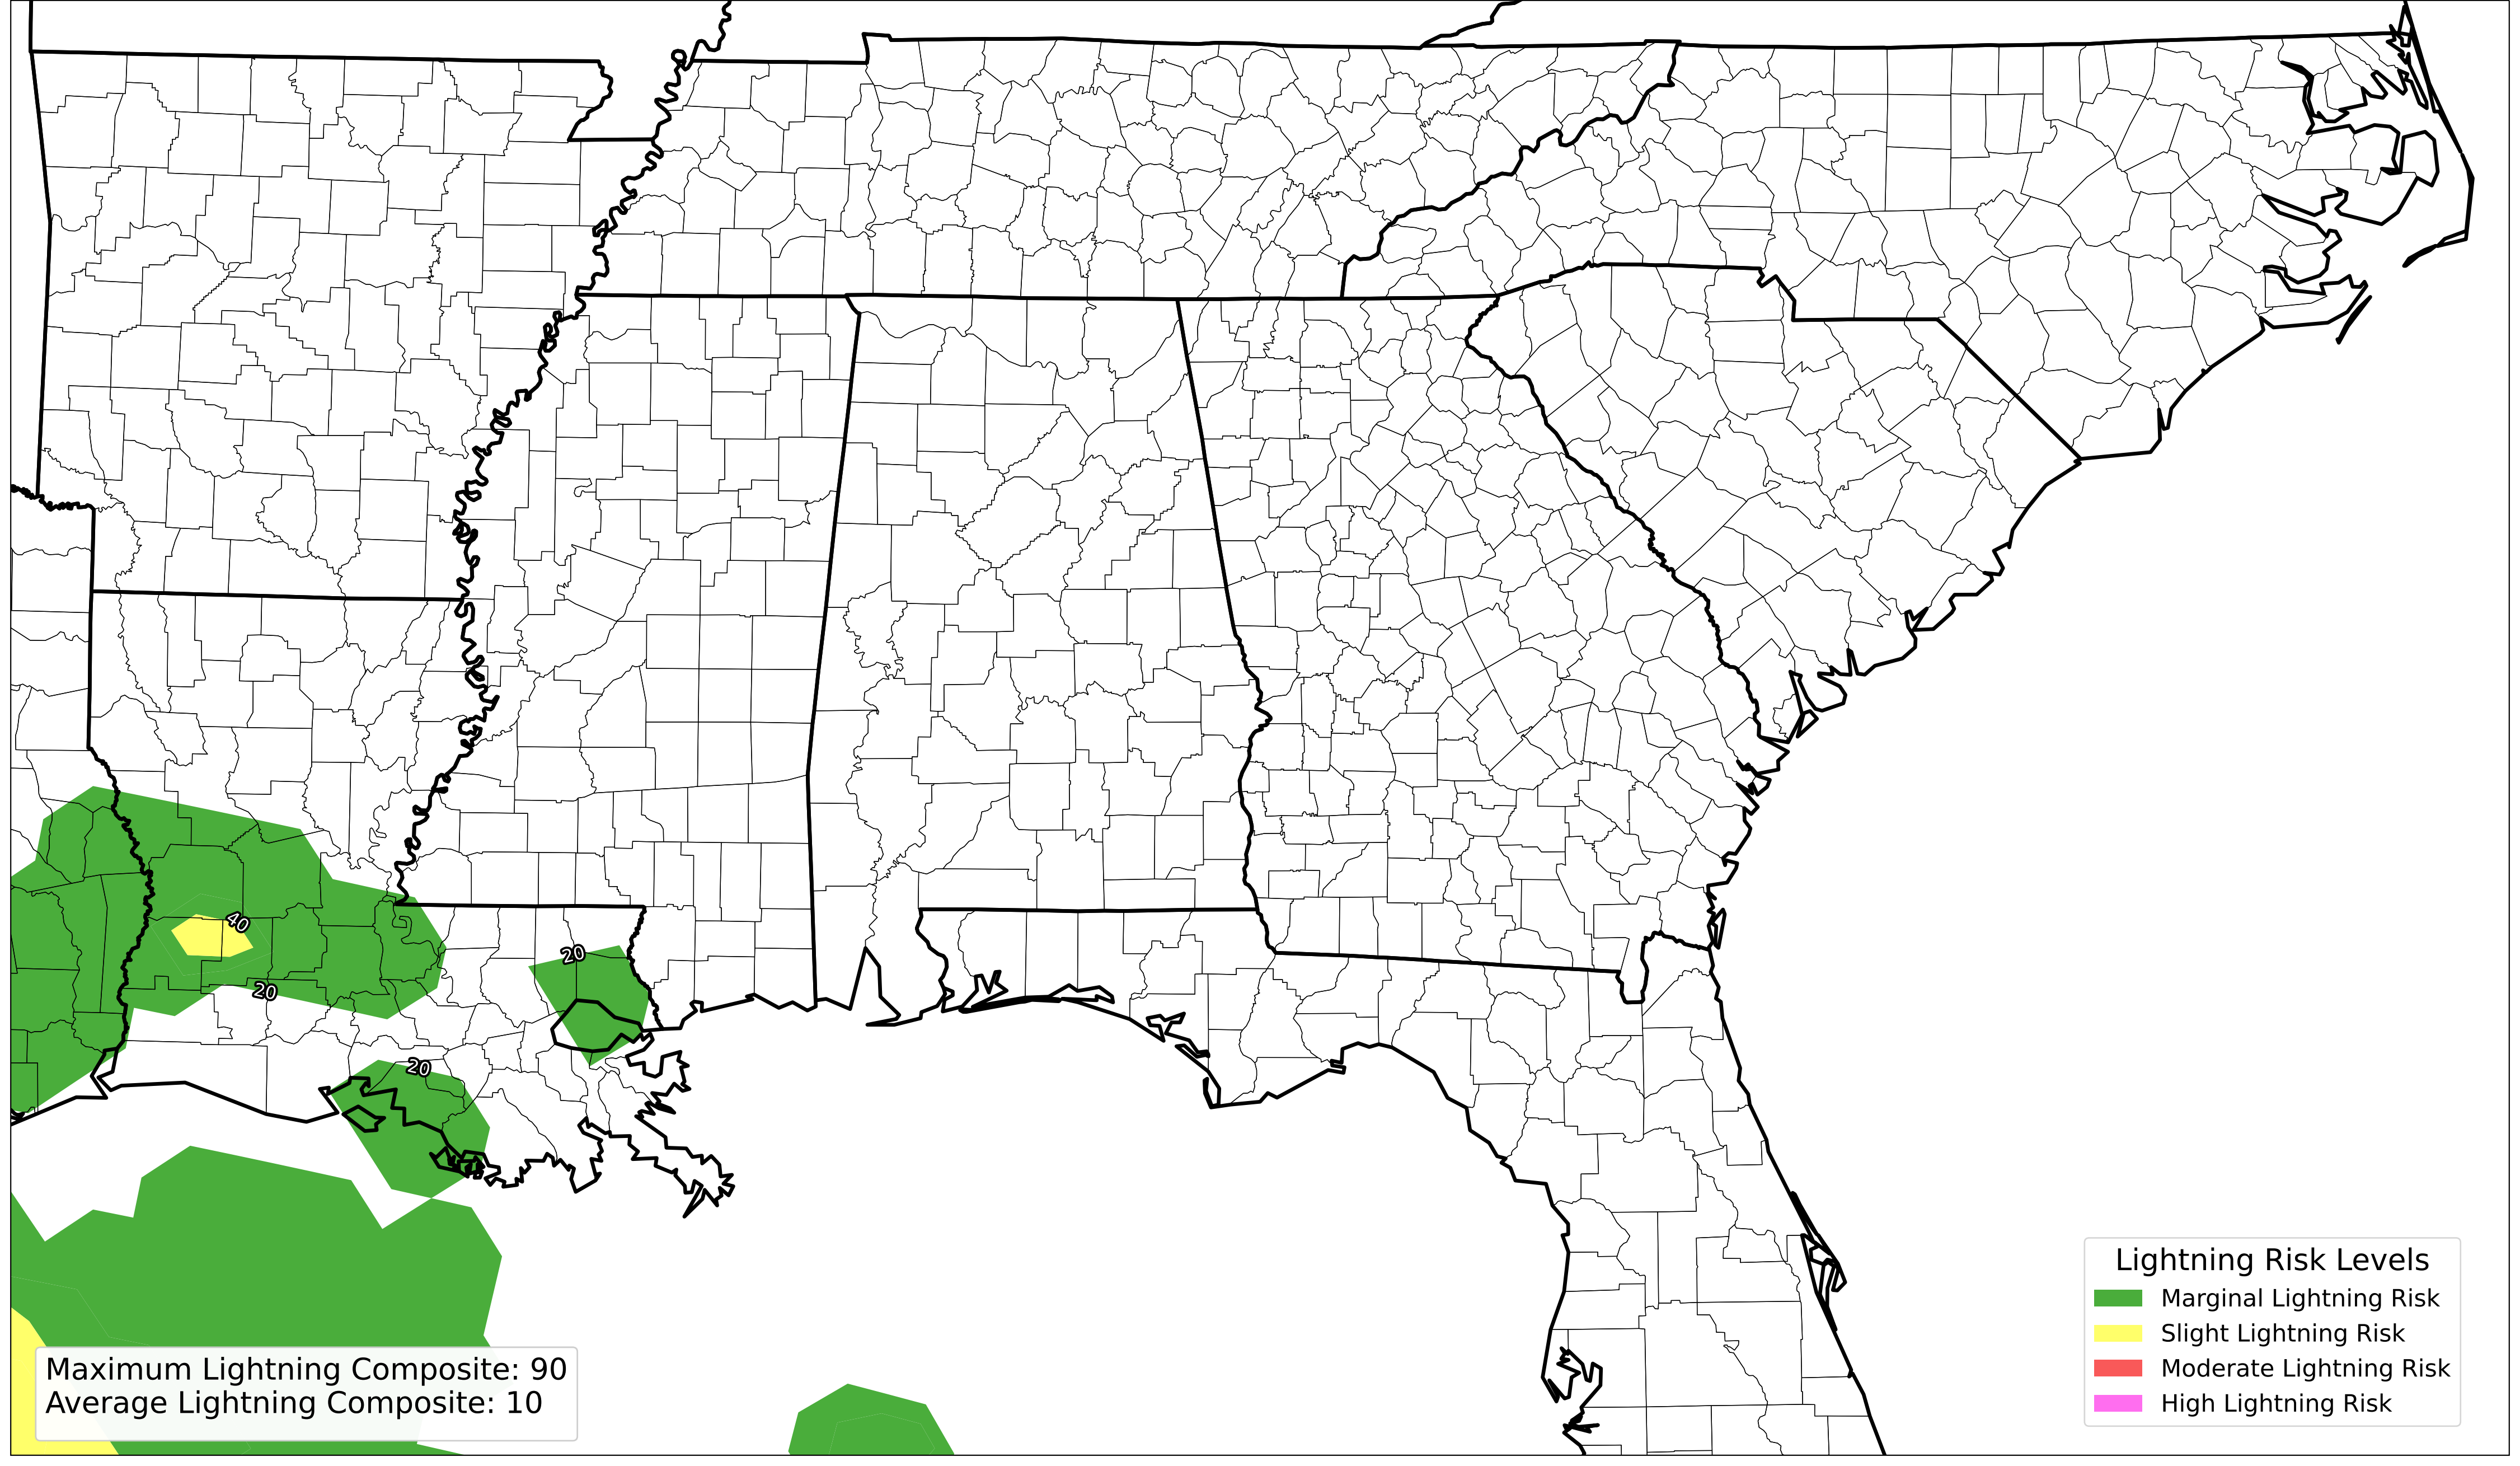 40
20
20
20
Maximum Lightning Composite: 90
Average Lightning Composite: 10
Lightning Risk Levels
Marginal Lightning Risk
Slight Lightning Risk
Moderate Lightning Risk
High Lightning Risk